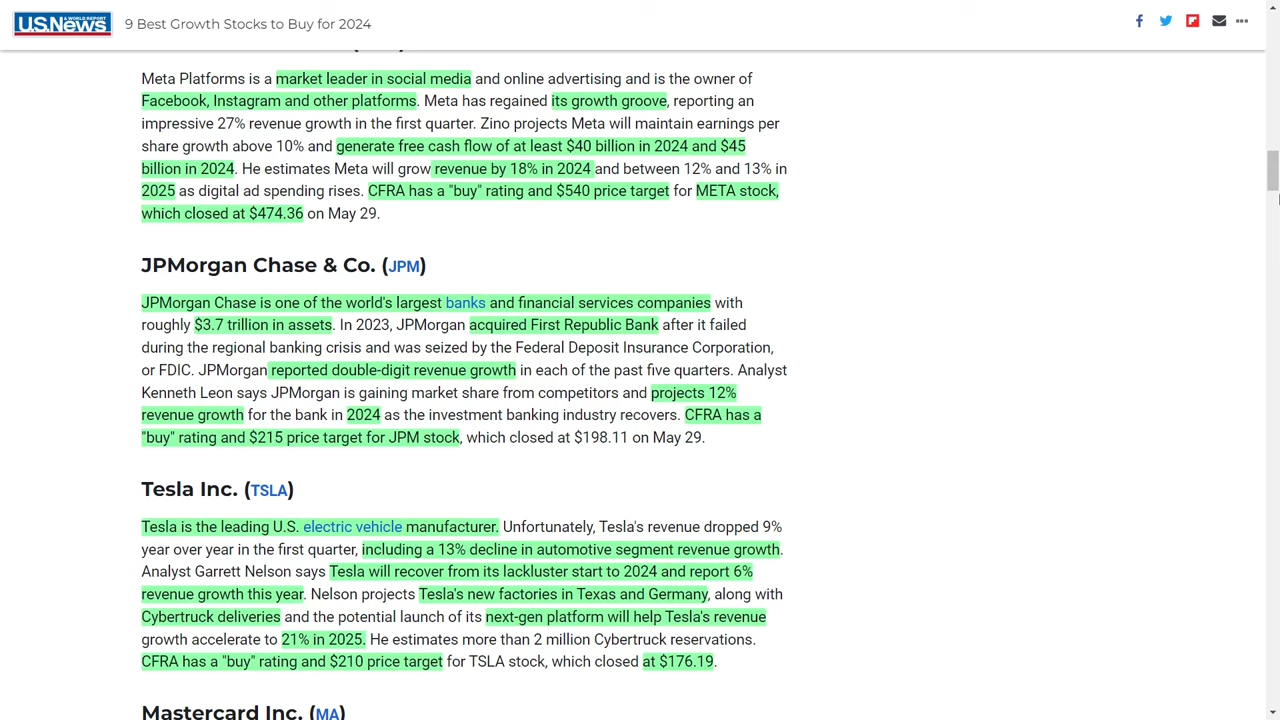 U.S.News & WORLD REPORT
9 Best Growth Stocks to Buy for 2024
Meta Platforms is a market leader in social media and online advertising and is the owner of
Facebook, Instagram and other platforms. Meta has regained its growth groove, reporting an
impressive 27% revenue growth in the first quarter. Zino projects Meta will maintain earnings per
share growth above 10% and generate free cash flow of at least $40 billion in 2024 and $45
billion in 2024. He estimates Meta will grow revenue by 18% in 2024 and between 12% and 13% in
2025 as digital ad spending rises. CFRA has a "buy" rating and $540 price target for META stock,
which closed at $474.36 on May 29.
JPMorgan Chase & Co. (JPM)
JPMorgan Chase is one of the world's largest banks and financial services companies with
roughly $3.7 trillion in assets. In 2023, JPMorgan acquired First Republic Bank after it failed
during the regional banking crisis and was seized by the Federal Deposit Insurance Corporation,
or FDIC. JPMorgan reported double-digit revenue growth in each of the past five quarters. Analyst
Kenneth Leon says JPMorgan is gaining market share from competitors and projects 12%
revenue growth for the bank in 2024 as the investment banking industry recovers. CFRA has a
"buy" rating and $215 price target for JPM stock, which closed at $198.11 on May 29.
Tesla Inc. (TSLA)
Tesla is the leading U.S. electric vehicle manufacturer. Unfortunately, Tesla's revenue dropped 9%
year over year in the first quarter, including a 13% decline in automotive segment revenue growth.
Analyst Garrett Nelson says Tesla will recover from its lackluster start to 2024 and report 6%
revenue growth this year. Nelson projects Tesla's new factories in Texas and Germany, along with
Cybertruck deliveries and the potential launch of its next-gen platform will help Tesla's revenue
growth accelerate to 21% in 2025. He estimates more than 2 million Cybertruck reservations.
CFRA has a "buy" rating and $210 price target for TSLA stock, which closed at $176.19.
Mastercard Inc. (MA)